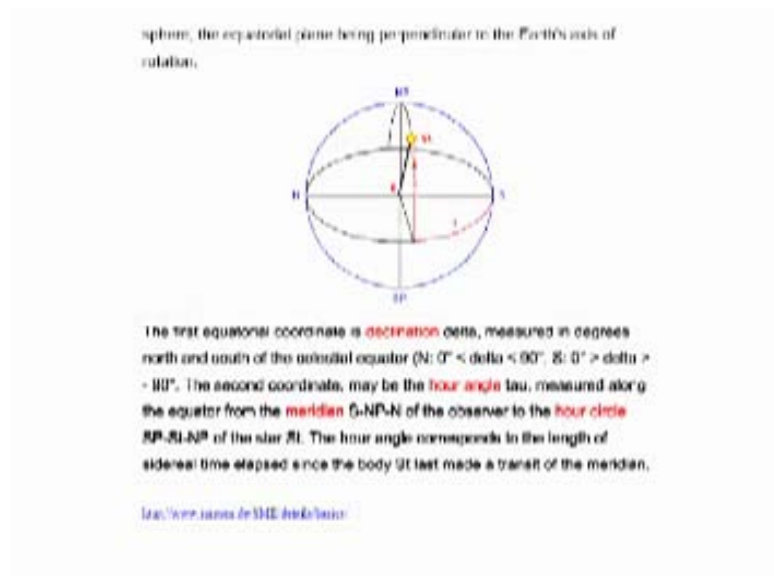 sphere, the equatorial plane being perpendicular to the Earth's axis of
rotation.
NP
St
N
S
SP
The first equatorial coordinate is declination delta, measured in degrees
north and south of the celestial equator (N: 0° < delta < 90°, S: 0° > delta >
- 90°. The second coordinate, may be the hour angle tau, measured along
the equator from the meridian S-NP-N of the observer to the hour circle
SP-St-NP of the star St. The hour angle corresponds to the length of
sidereal time elapsed since the body St last made a transit of the meridian.